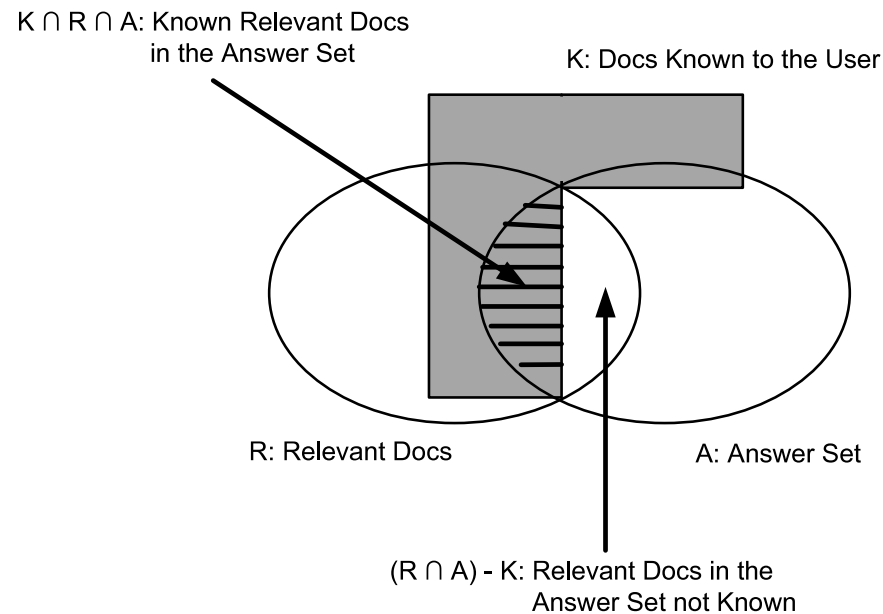 K ∩ R ∩ A: Known Relevant Docs
in the Answer Set
K: Docs Known to the User
R: Relevant Docs
A: Answer Set
(R ∩ A) - K: Relevant Docs in the
Answer Set not Known